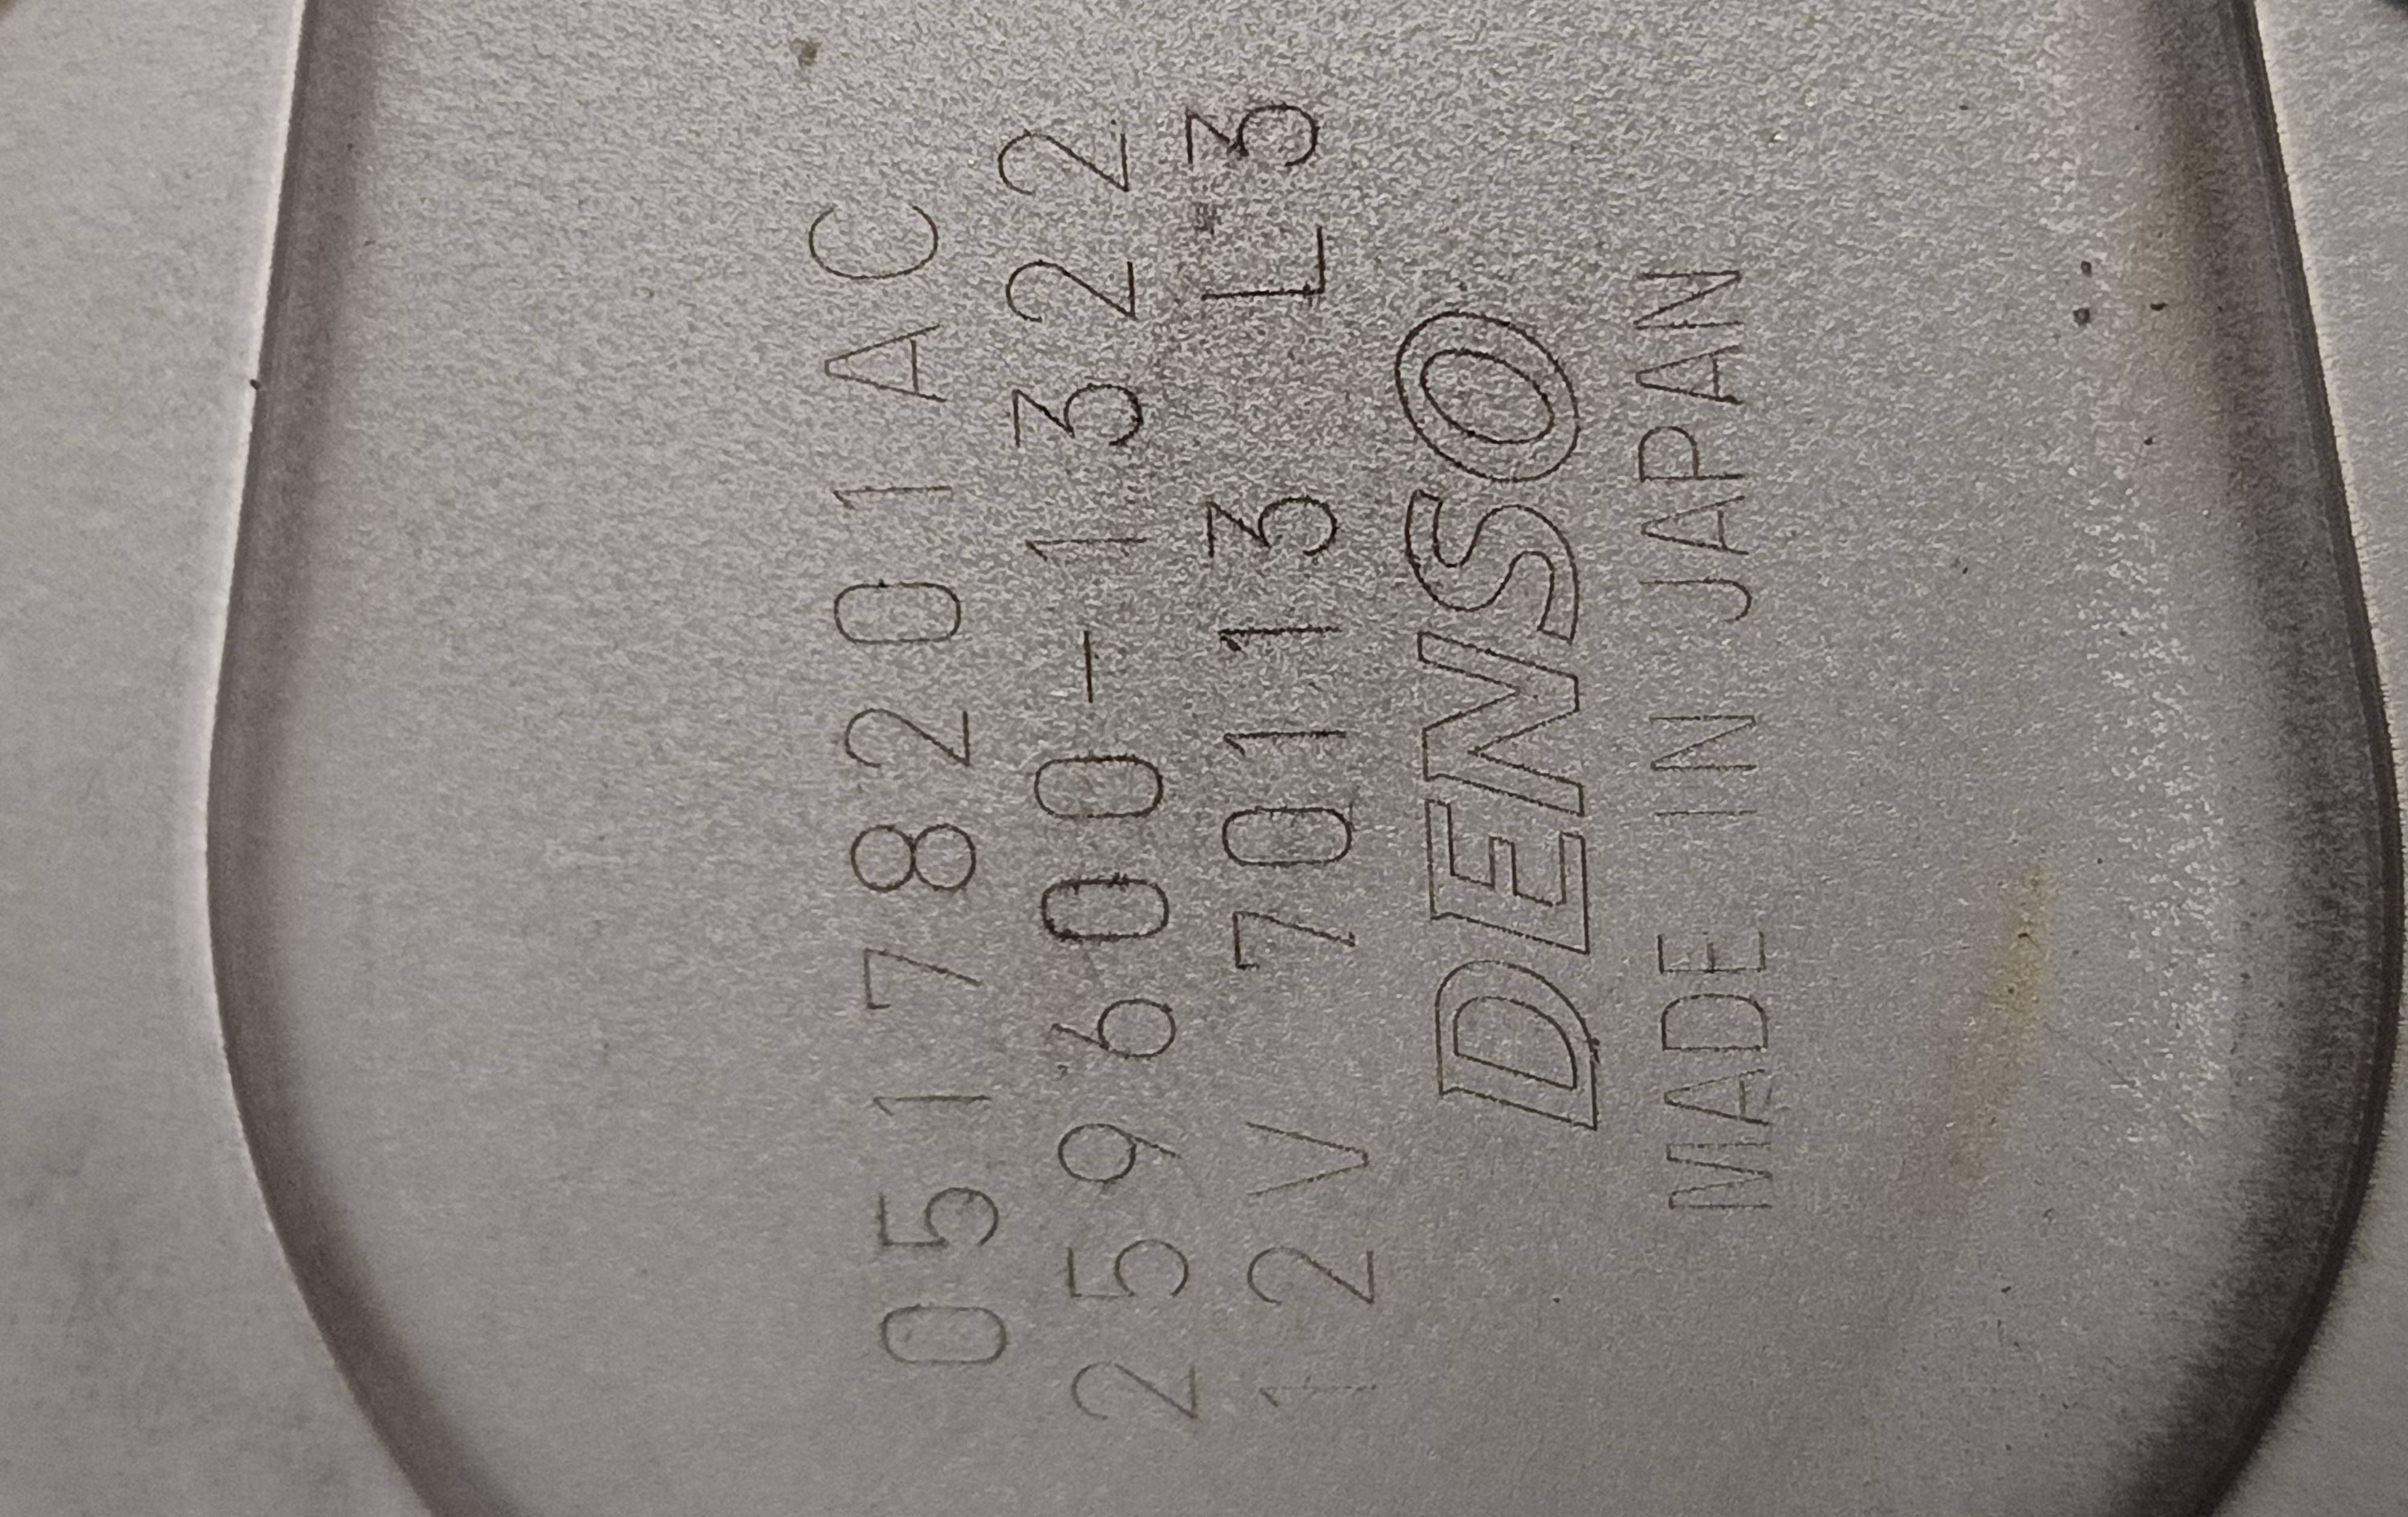 05178201AC
259600-1322
12V 70113 L3
DENSO
MADE IN JAPAN